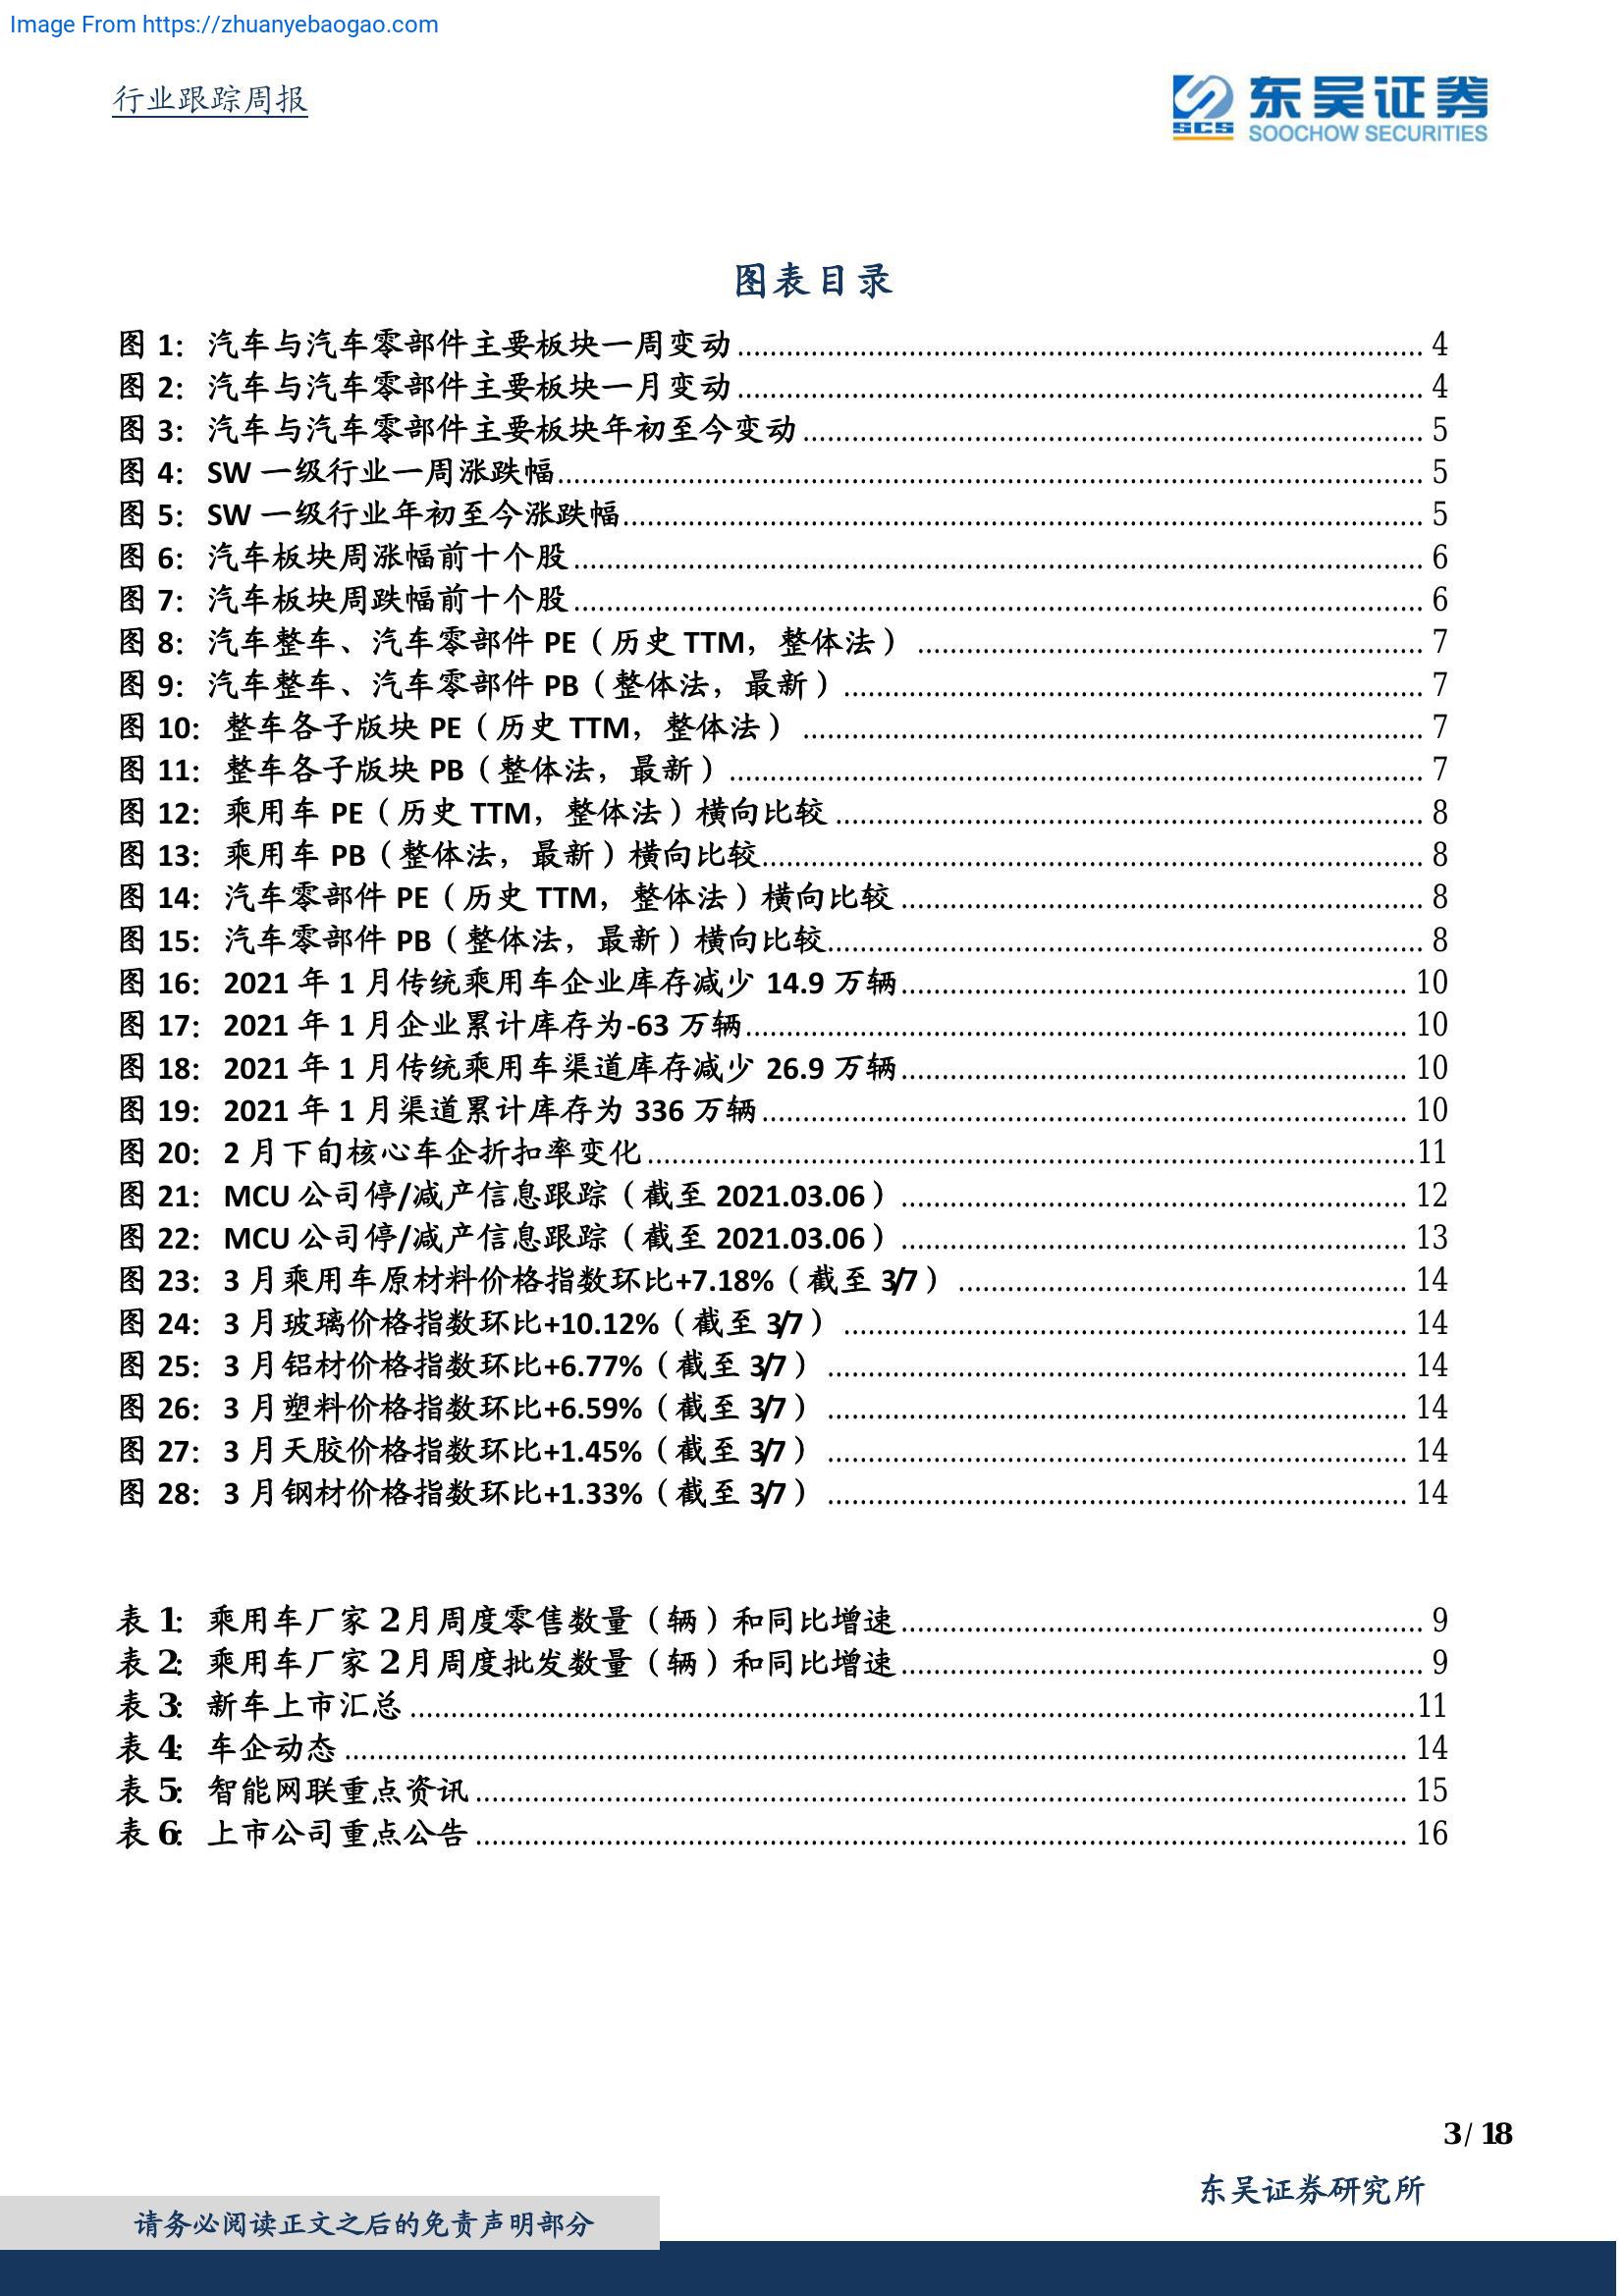 Image From https://zhuanyebaogao.com
行业跟踪周报
东吴证券
SCS
SOOCHOW SECURITIES
图表目录
图 1： 汽车与汽车零部件主要板块一周变动 4
图 2： 汽车与汽车零部件主要板块一月变动 4
图 3： 汽车与汽车零部件主要板块年初至今变动 5
图 4： SW 一级行业一周涨跌幅 5
图 5： SW 一级行业年初至今涨跌幅 5
图 6： 汽车板块周涨幅前十个股 6
图 7： 汽车板块周跌幅前十个股 6
图 8： 汽车整车、汽车零部件 PE（历史 TTM，整体法） 7
图 9： 汽车整车、汽车零部件 PB（整体法，最新） 7
图 10： 整车各子版块 PE（历史 TTM，整体法） 7
图 11： 整车各子版块 PB（整体法，最新） 7
图 12： 乘用车 PE（历史 TTM，整体法）横向比较 8
图 13： 乘用车 PB（整体法，最新）横向比较 8
图 14： 汽车零部件 PE（历史 TTM，整体法）横向比较 8
图 15： 汽车零部件 PB（整体法，最新）横向比较 8
图 16： 2021 年 1 月传统乘用车企业库存减少 14.9 万辆 10
图 17： 2021 年 1 月企业累计库存为-63 万辆 10
图 18： 2021 年 1 月传统乘用车渠道库存减少 26.9 万辆 10
图 19： 2021 年 1 月渠道累计库存为 336 万辆 10
图 20： 2 月下旬核心车企折扣率变化 11
图 21： MCU 公司停/减产信息跟踪（截至 2021.03.06） 12
图 22： MCU 公司停/减产信息跟踪（截至 2021.03.06） 13
图 23： 3 月乘用车原材料价格指数环比+7.18%（截至 3/7） 14
图 24： 3 月玻璃价格指数环比+10.12%（截至 3/7） 14
图 25： 3 月铝材价格指数环比+6.77%（截至 3/7） 14
图 26： 3 月塑料价格指数环比+6.59%（截至 3/7） 14
图 27： 3 月天胶价格指数环比+1.45%（截至 3/7） 14
图 28： 3 月钢材价格指数环比+1.33%（截至 3/7） 14
表 1： 乘用车厂家 2 月周度零售数量（辆）和同比增速 9
表 2： 乘用车厂家 2 月周度批发数量（辆）和同比增速 9
表 3： 新车上市汇总 11
表 4： 车企动态 14
表 5： 智能网联重点资讯 15
表 6： 上市公司重点公告 16
3 / 18
东吴证券研究所
请务必阅读正文之后的免责声明部分